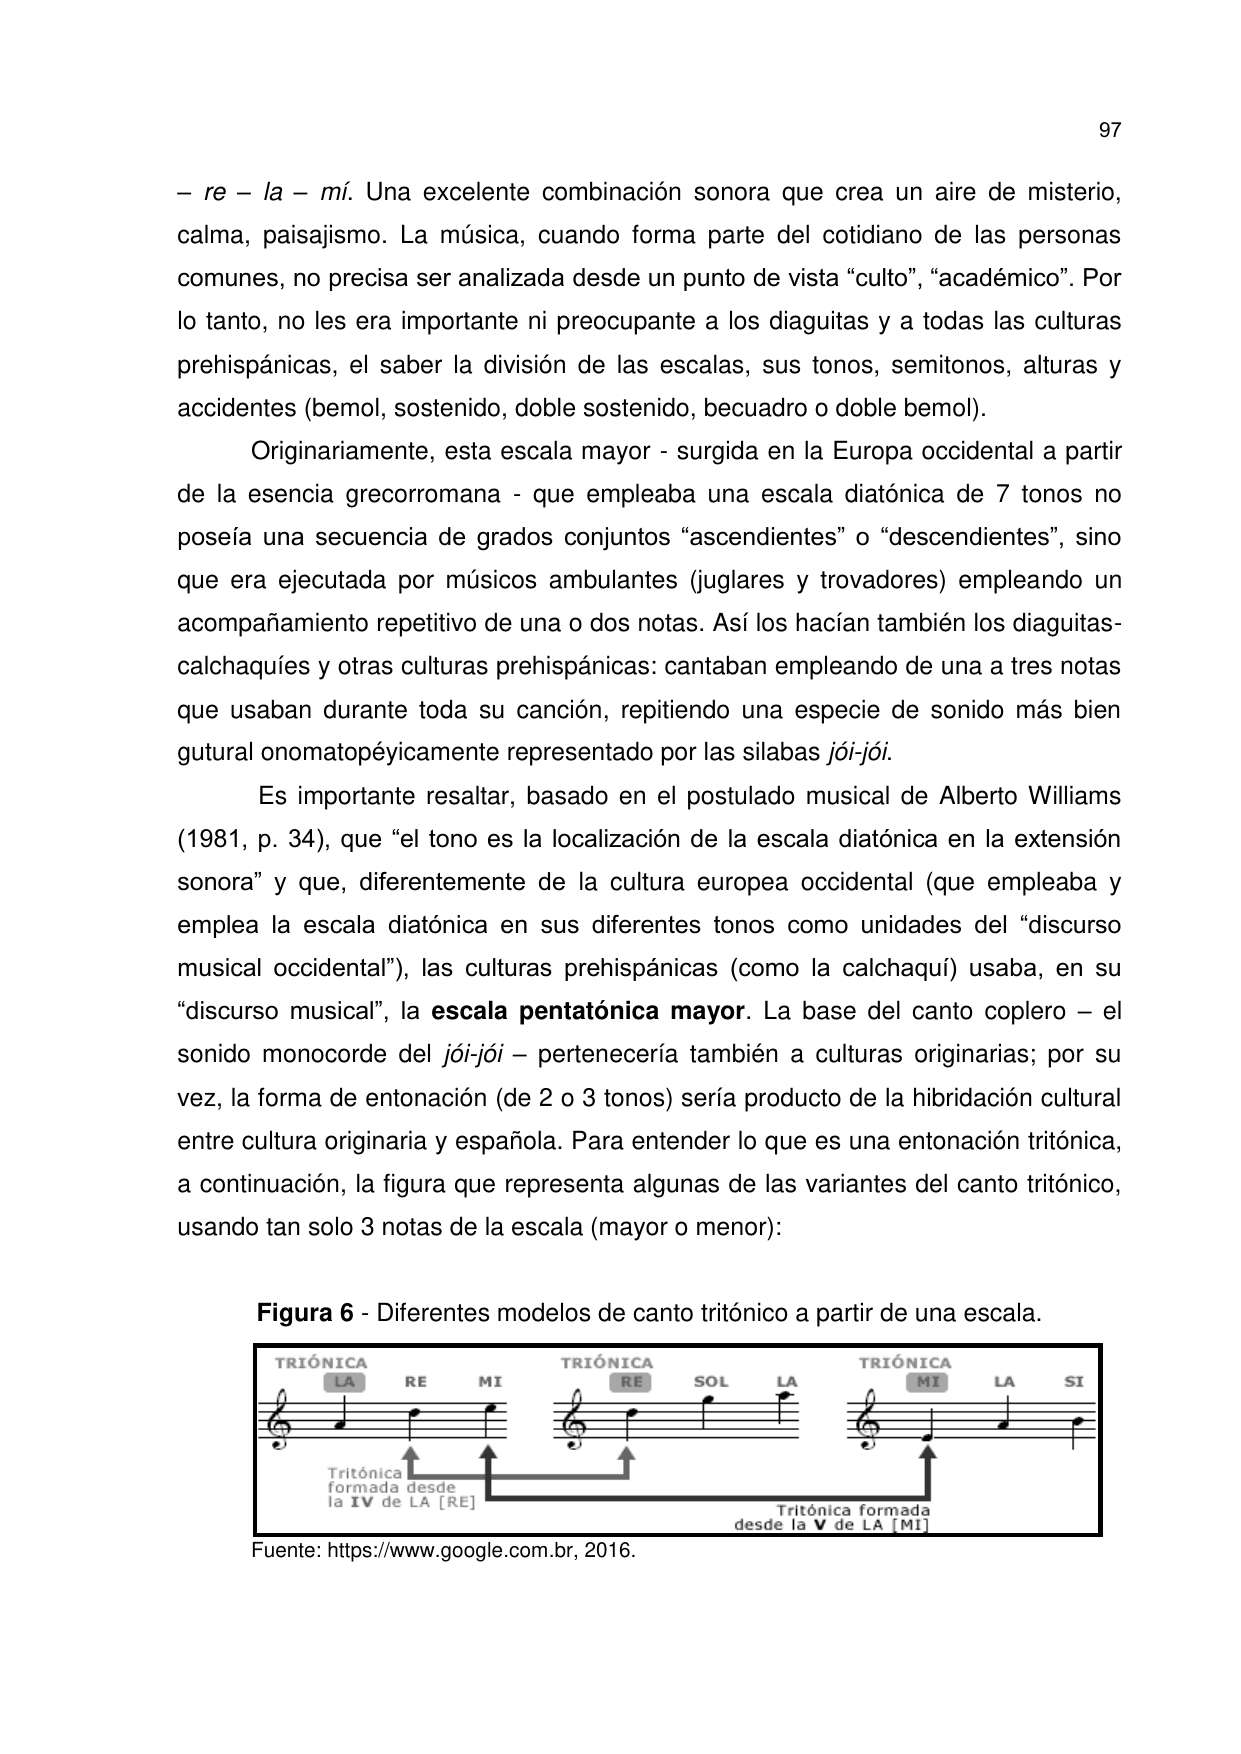 97
– re – la – mí. Una excelente combinación sonora que crea un aire de misterio,
calma, paisajismo. La música, cuando forma parte del cotidiano de las personas
comunes, no precisa ser analizada desde un punto de vista “culto”, “académico”. Por
lo tanto, no les era importante ni preocupante a los diaguitas y a todas las culturas
prehispánicas, el saber la división de las escalas, sus tonos, semitonos, alturas y
accidentes (bemol, sostenido, doble sostenido, becuadro o doble bemol).
Originariamente, esta escala mayor - surgida en la Europa occidental a partir
de la esencia grecorromana - que empleaba una escala diatónica de 7 tonos no
poseía una secuencia de grados conjuntos “ascendientes” o “descendientes”, sino
que era ejecutada por músicos ambulantes (juglares y trovadores) empleando un
acompañamiento repetitivo de una o dos notas. Así los hacían también los diaguitas-
calchaquíes y otras culturas prehispánicas: cantaban empleando de una a tres notas
que usaban durante toda su canción, repitiendo una especie de sonido más bien
gutural onomatopéyicamente representado por las silabas jói-jói.
Es importante resaltar, basado en el postulado musical de Alberto Williams
(1981, p. 34), que “el tono es la localización de la escala diatónica en la extensión
sonora” y que, diferentemente de la cultura europea occidental (que empleaba y
emplea la escala diatónica en sus diferentes tonos como unidades del “discurso
musical occidental”), las culturas prehispánicas (como la calchaquí) usaba, en su
“discurso musical”, la escala pentatónica mayor. La base del canto coplero – el
sonido monocorde del jói-jói – pertenecería también a culturas originarias; por su
vez, la forma de entonación (de 2 o 3 tonos) sería producto de la hibridación cultural
entre cultura originaria y española. Para entender lo que es una entonación tritónica,
a continuación, la figura que representa algunas de las variantes del canto tritónico,
usando tan solo 3 notas de la escala (mayor o menor):
Figura 6 - Diferentes modelos de canto tritónico a partir de una escala.
TRIÓNICA TRIÓNICA TRIÓNICA
LA RE MI RE SOL LA MI LA SI
Tritónica
formada desde
la IV de LA [RE]
Tritónica formada
desde la V de LA [MI]
Fuente: https://www.google.com.br, 2016.